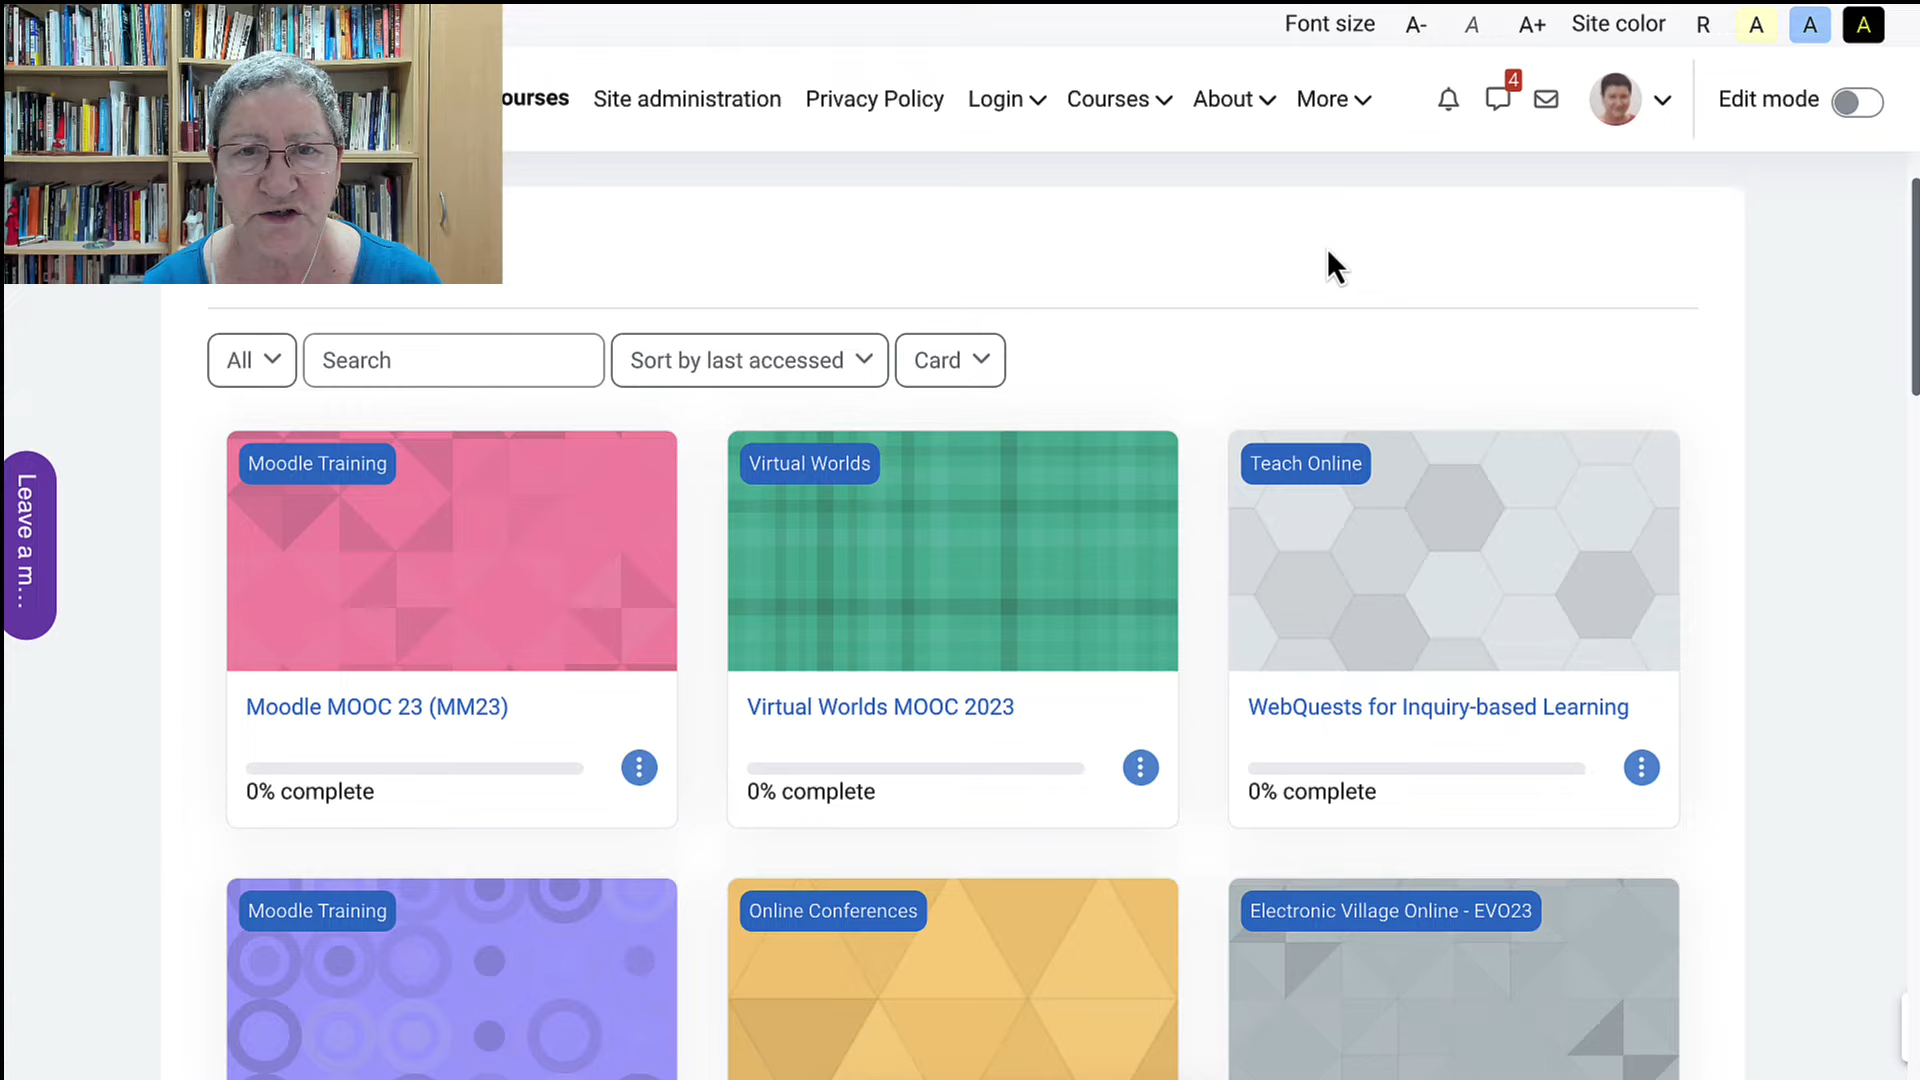 Font size A- A A+ Site color R A A A
ourses Site administration Privacy Policy Login Courses About More 4 Edit mode
All Search Sort by last accessed Card
Leave a m...
Moodle Training Virtual Worlds Teach Online
Moodle MOOC 23 (MM23) Virtual Worlds MOOC 2023 WebQuests for Inquiry-based Learning
0% complete 0% complete 0% complete
Moodle Training Online Conferences Electronic Village Online - EVO23